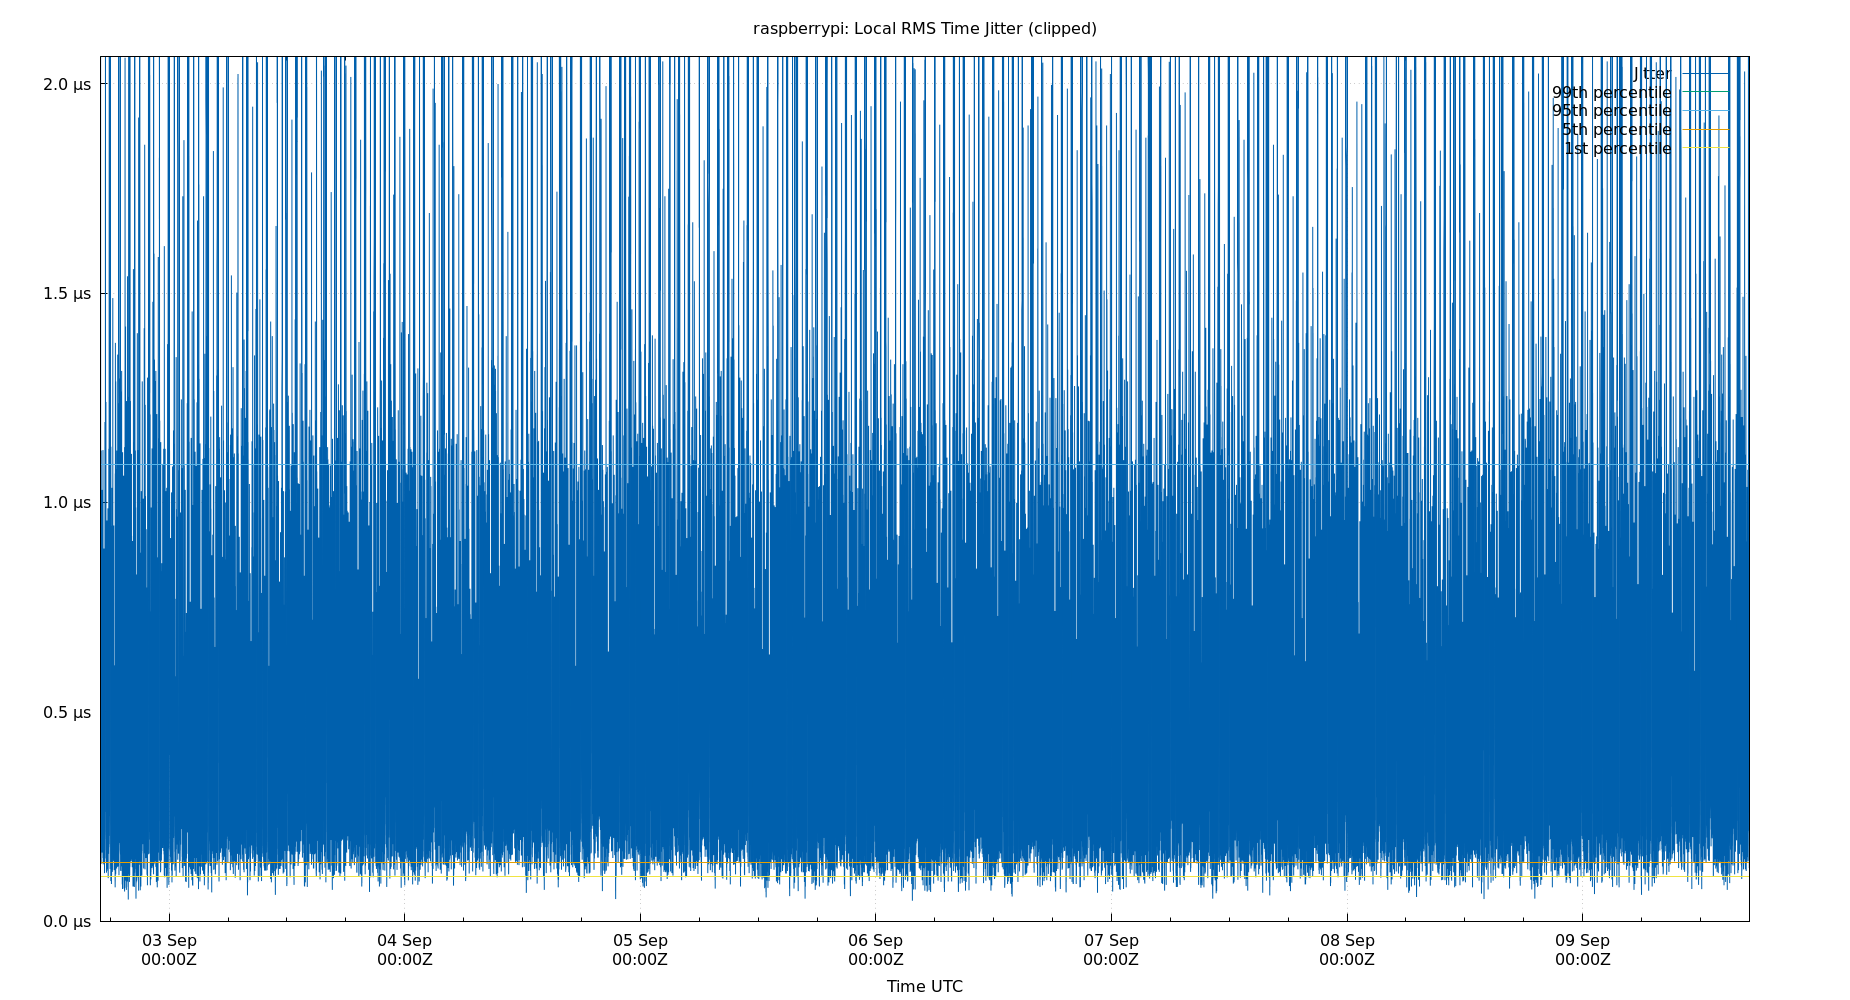 raspberrypi: Local RMS Time Jitter (clipped)
2.0 µs
1.5 µs
1.0 µs
0.5 µs
0.0 µs
Jitter
99th percentile
95th percentile
5th percentile
1st percentile
03 Sep
00:00Z
04 Sep
00:00Z
05 Sep
00:00Z
06 Sep
00:00Z
07 Sep
00:00Z
08 Sep
00:00Z
09 Sep
00:00Z
Time UTC